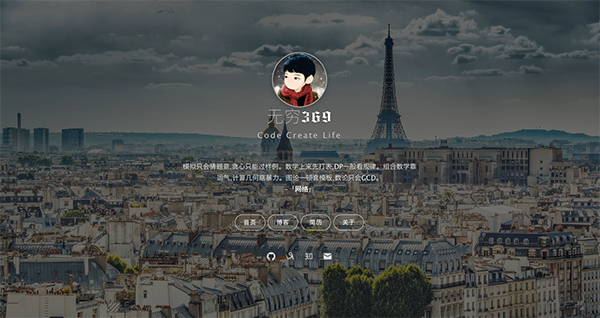 无穷369
Code Create Life
模拟只会猜题意,贪心只能过样例。数学上来先打表,DP一般看规律。组合数学靠
运气,计算几何靠暴力。图论一顿套模板,数论只会GCD。
「网络」
首页 博客 简历 关于
知